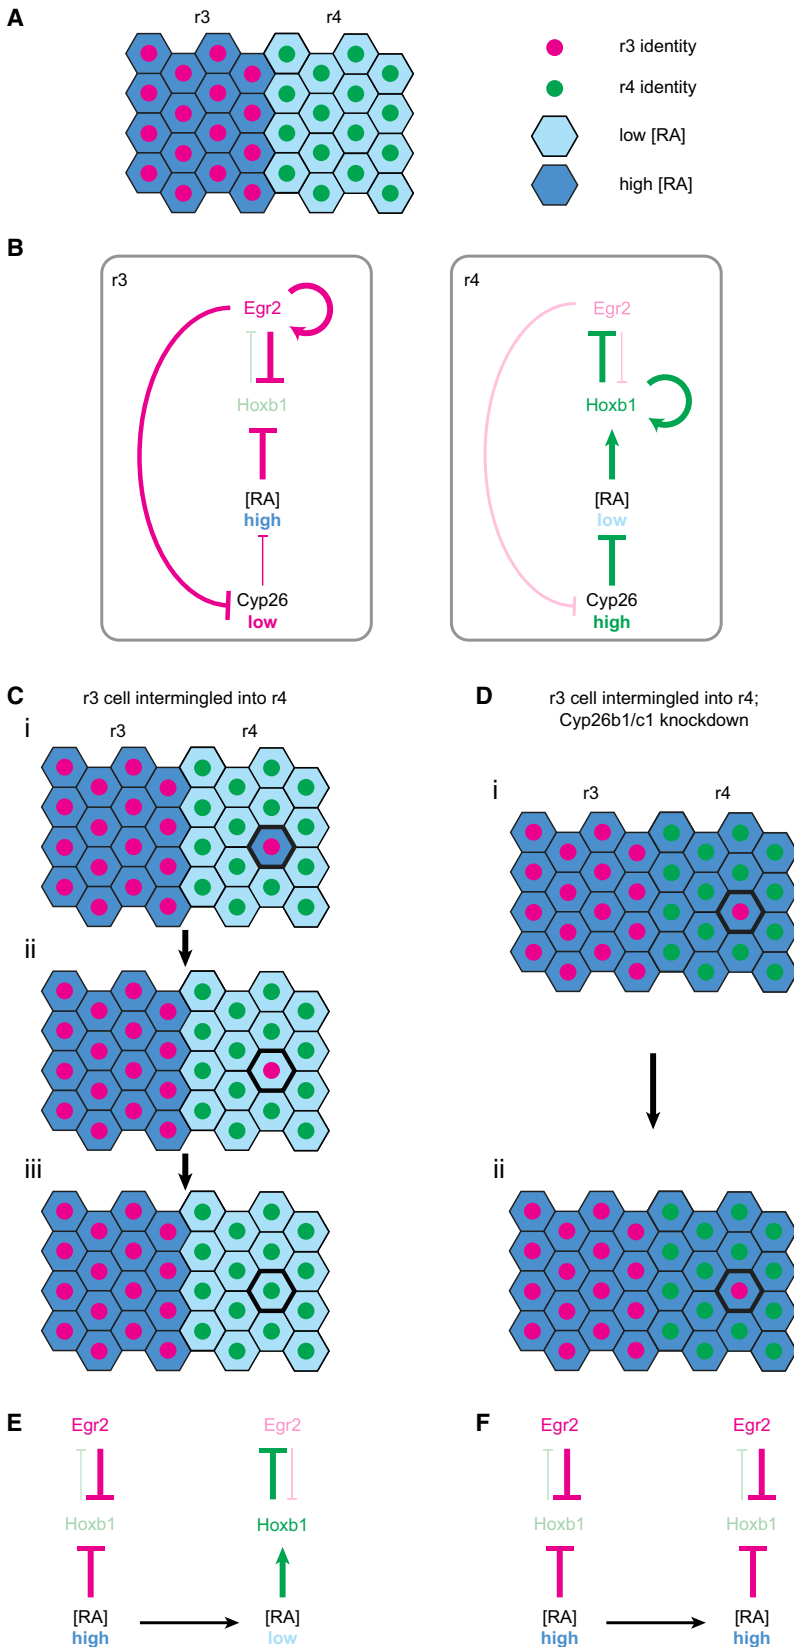 A
r3
r4
r3 identity
r4 identity
low [RA]
high [RA]
B
r3
Egr2
Hoxb1
[RA]
high
Cyp26
low
r4
Egr2
Hoxb1
[RA]
low
Cyp26
high
C
r3 cell intermingled into r4
i
r3
r4
ii
iii
D
r3 cell intermingled into r4;
Cyp26b1/c1 knockdown
i
r3
r4
ii
E
Egr2
Hoxb1
[RA]
high
Egr2
Hoxb1
[RA]
low
F
Egr2
Hoxb1
[RA]
high
Egr2
Hoxb1
[RA]
high